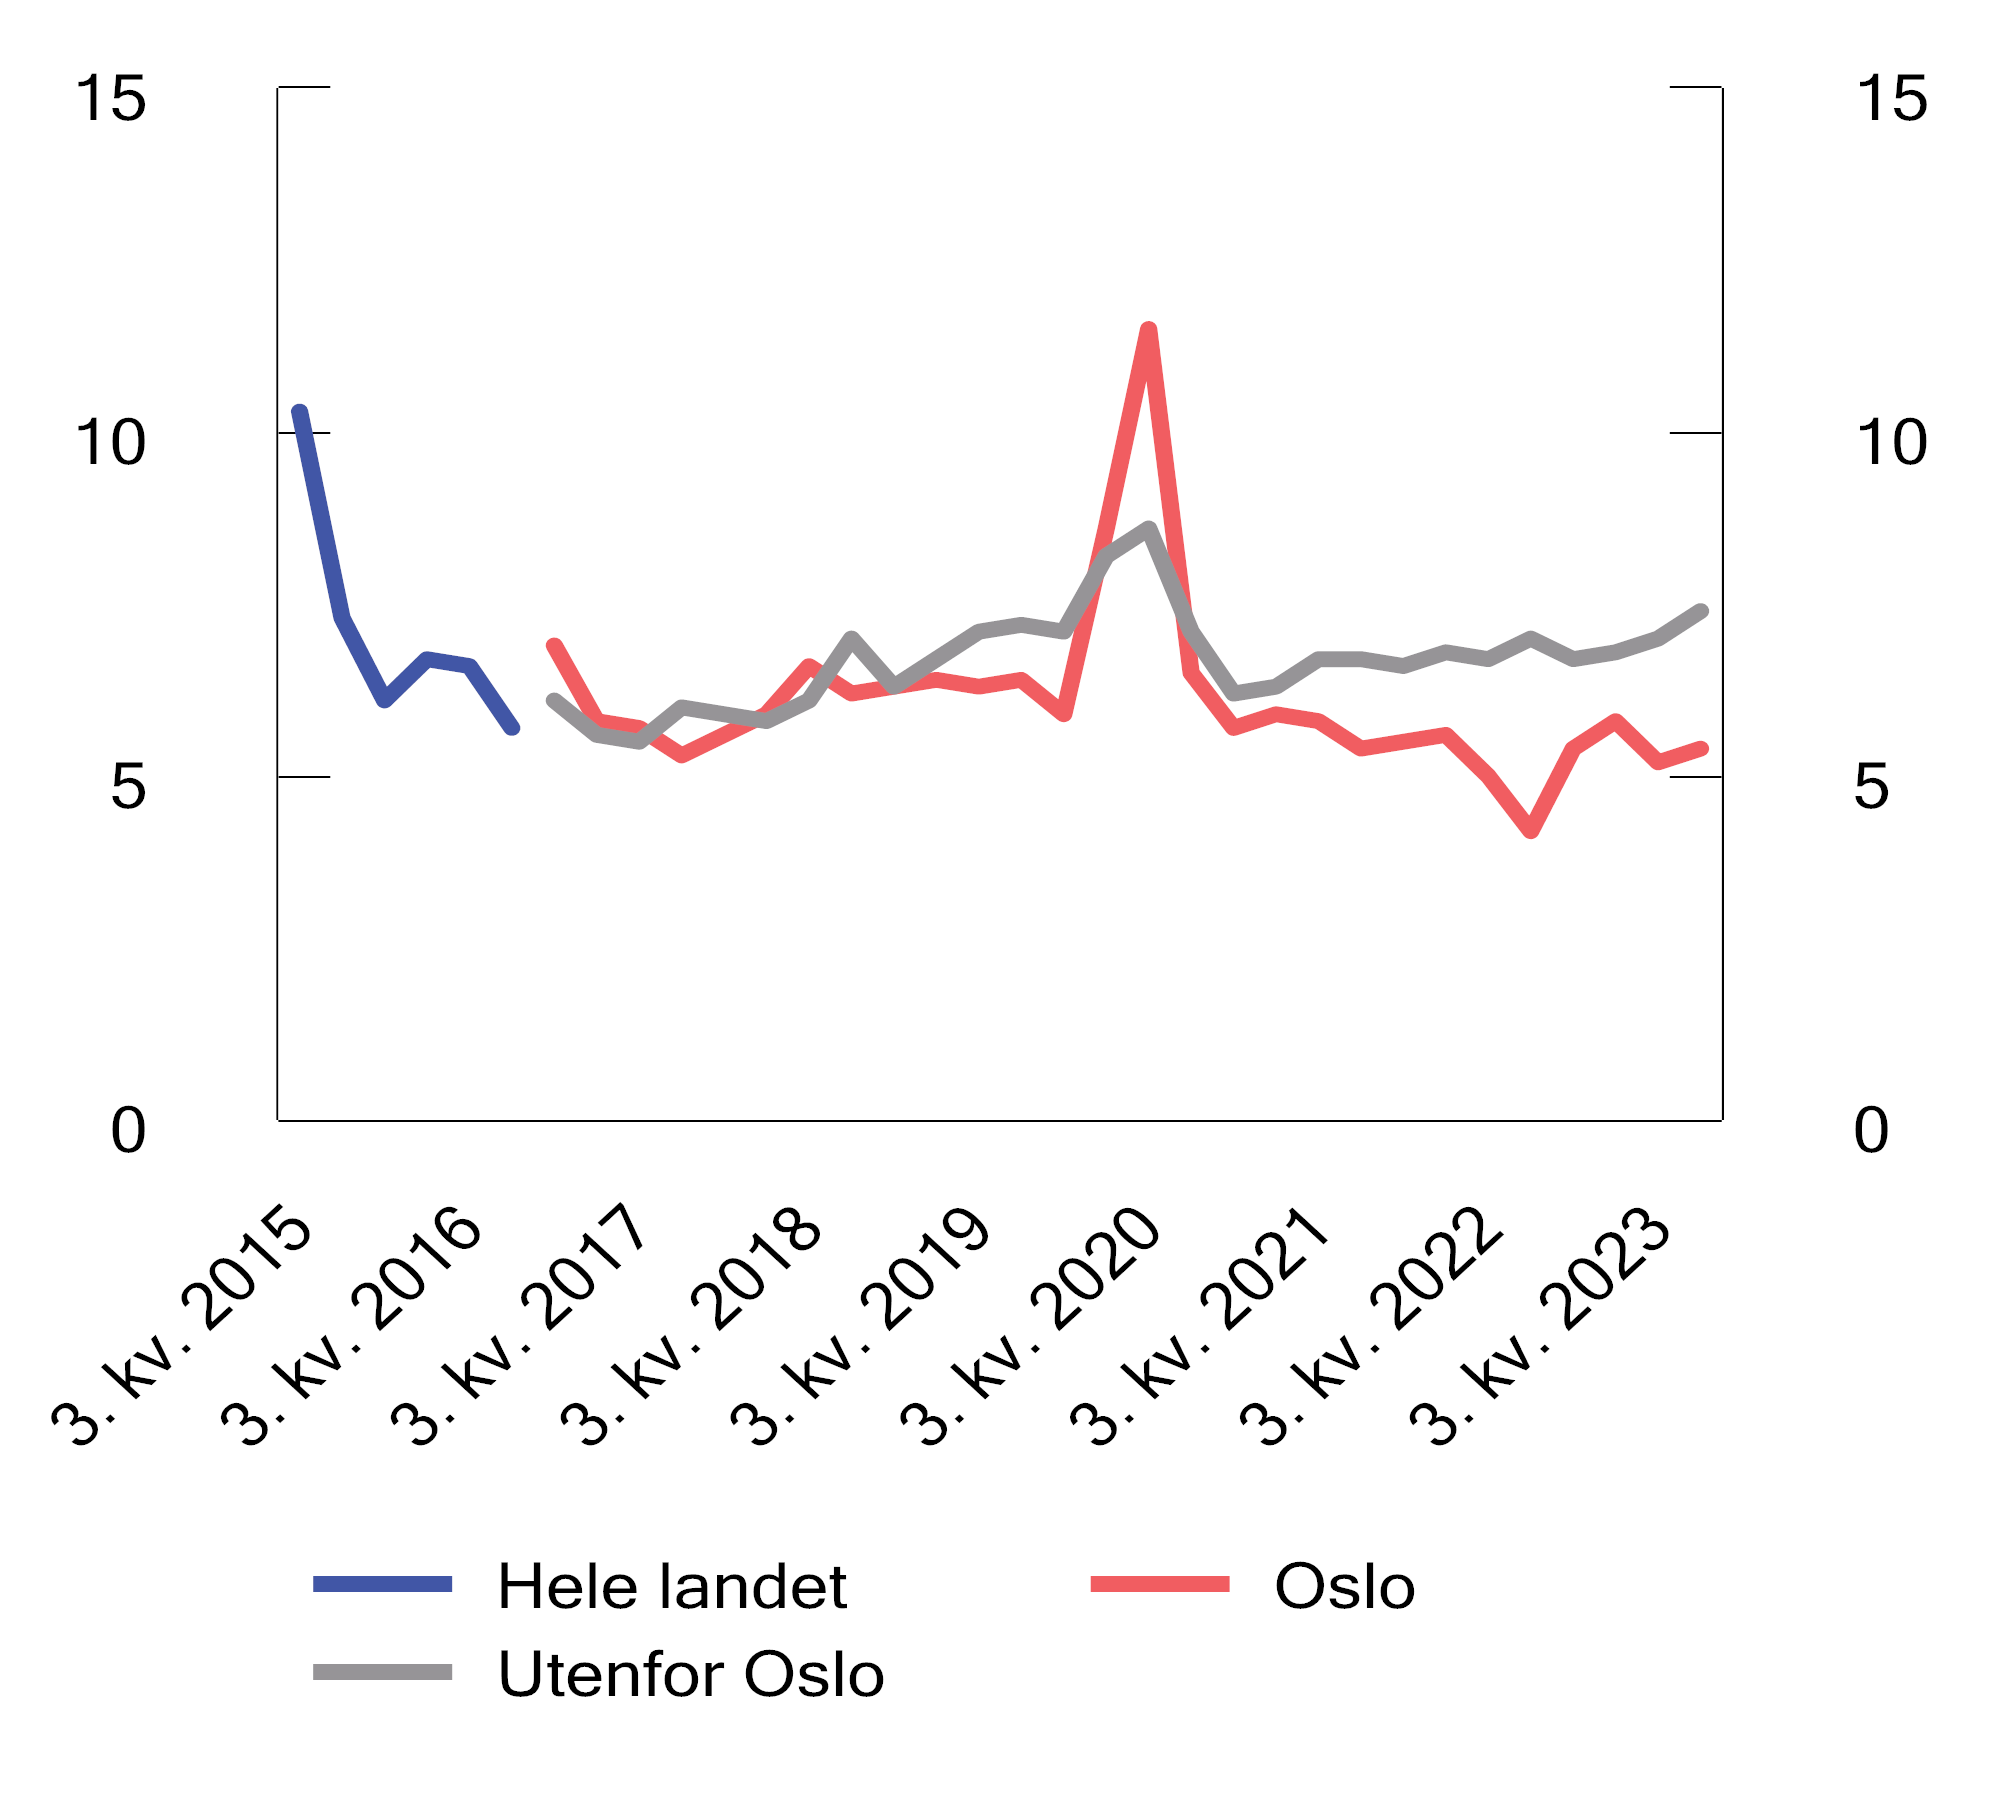 15 15
10 10
5 5
0 0
3. kv. 2015
3. kv. 2016
3. kv. 2017
3. kv. 2018
3. kv. 2019
3. kv. 2020
3. kv. 2021
3. kv. 2022
3. kv. 2023
Hele landet Oslo
Utenfor Oslo